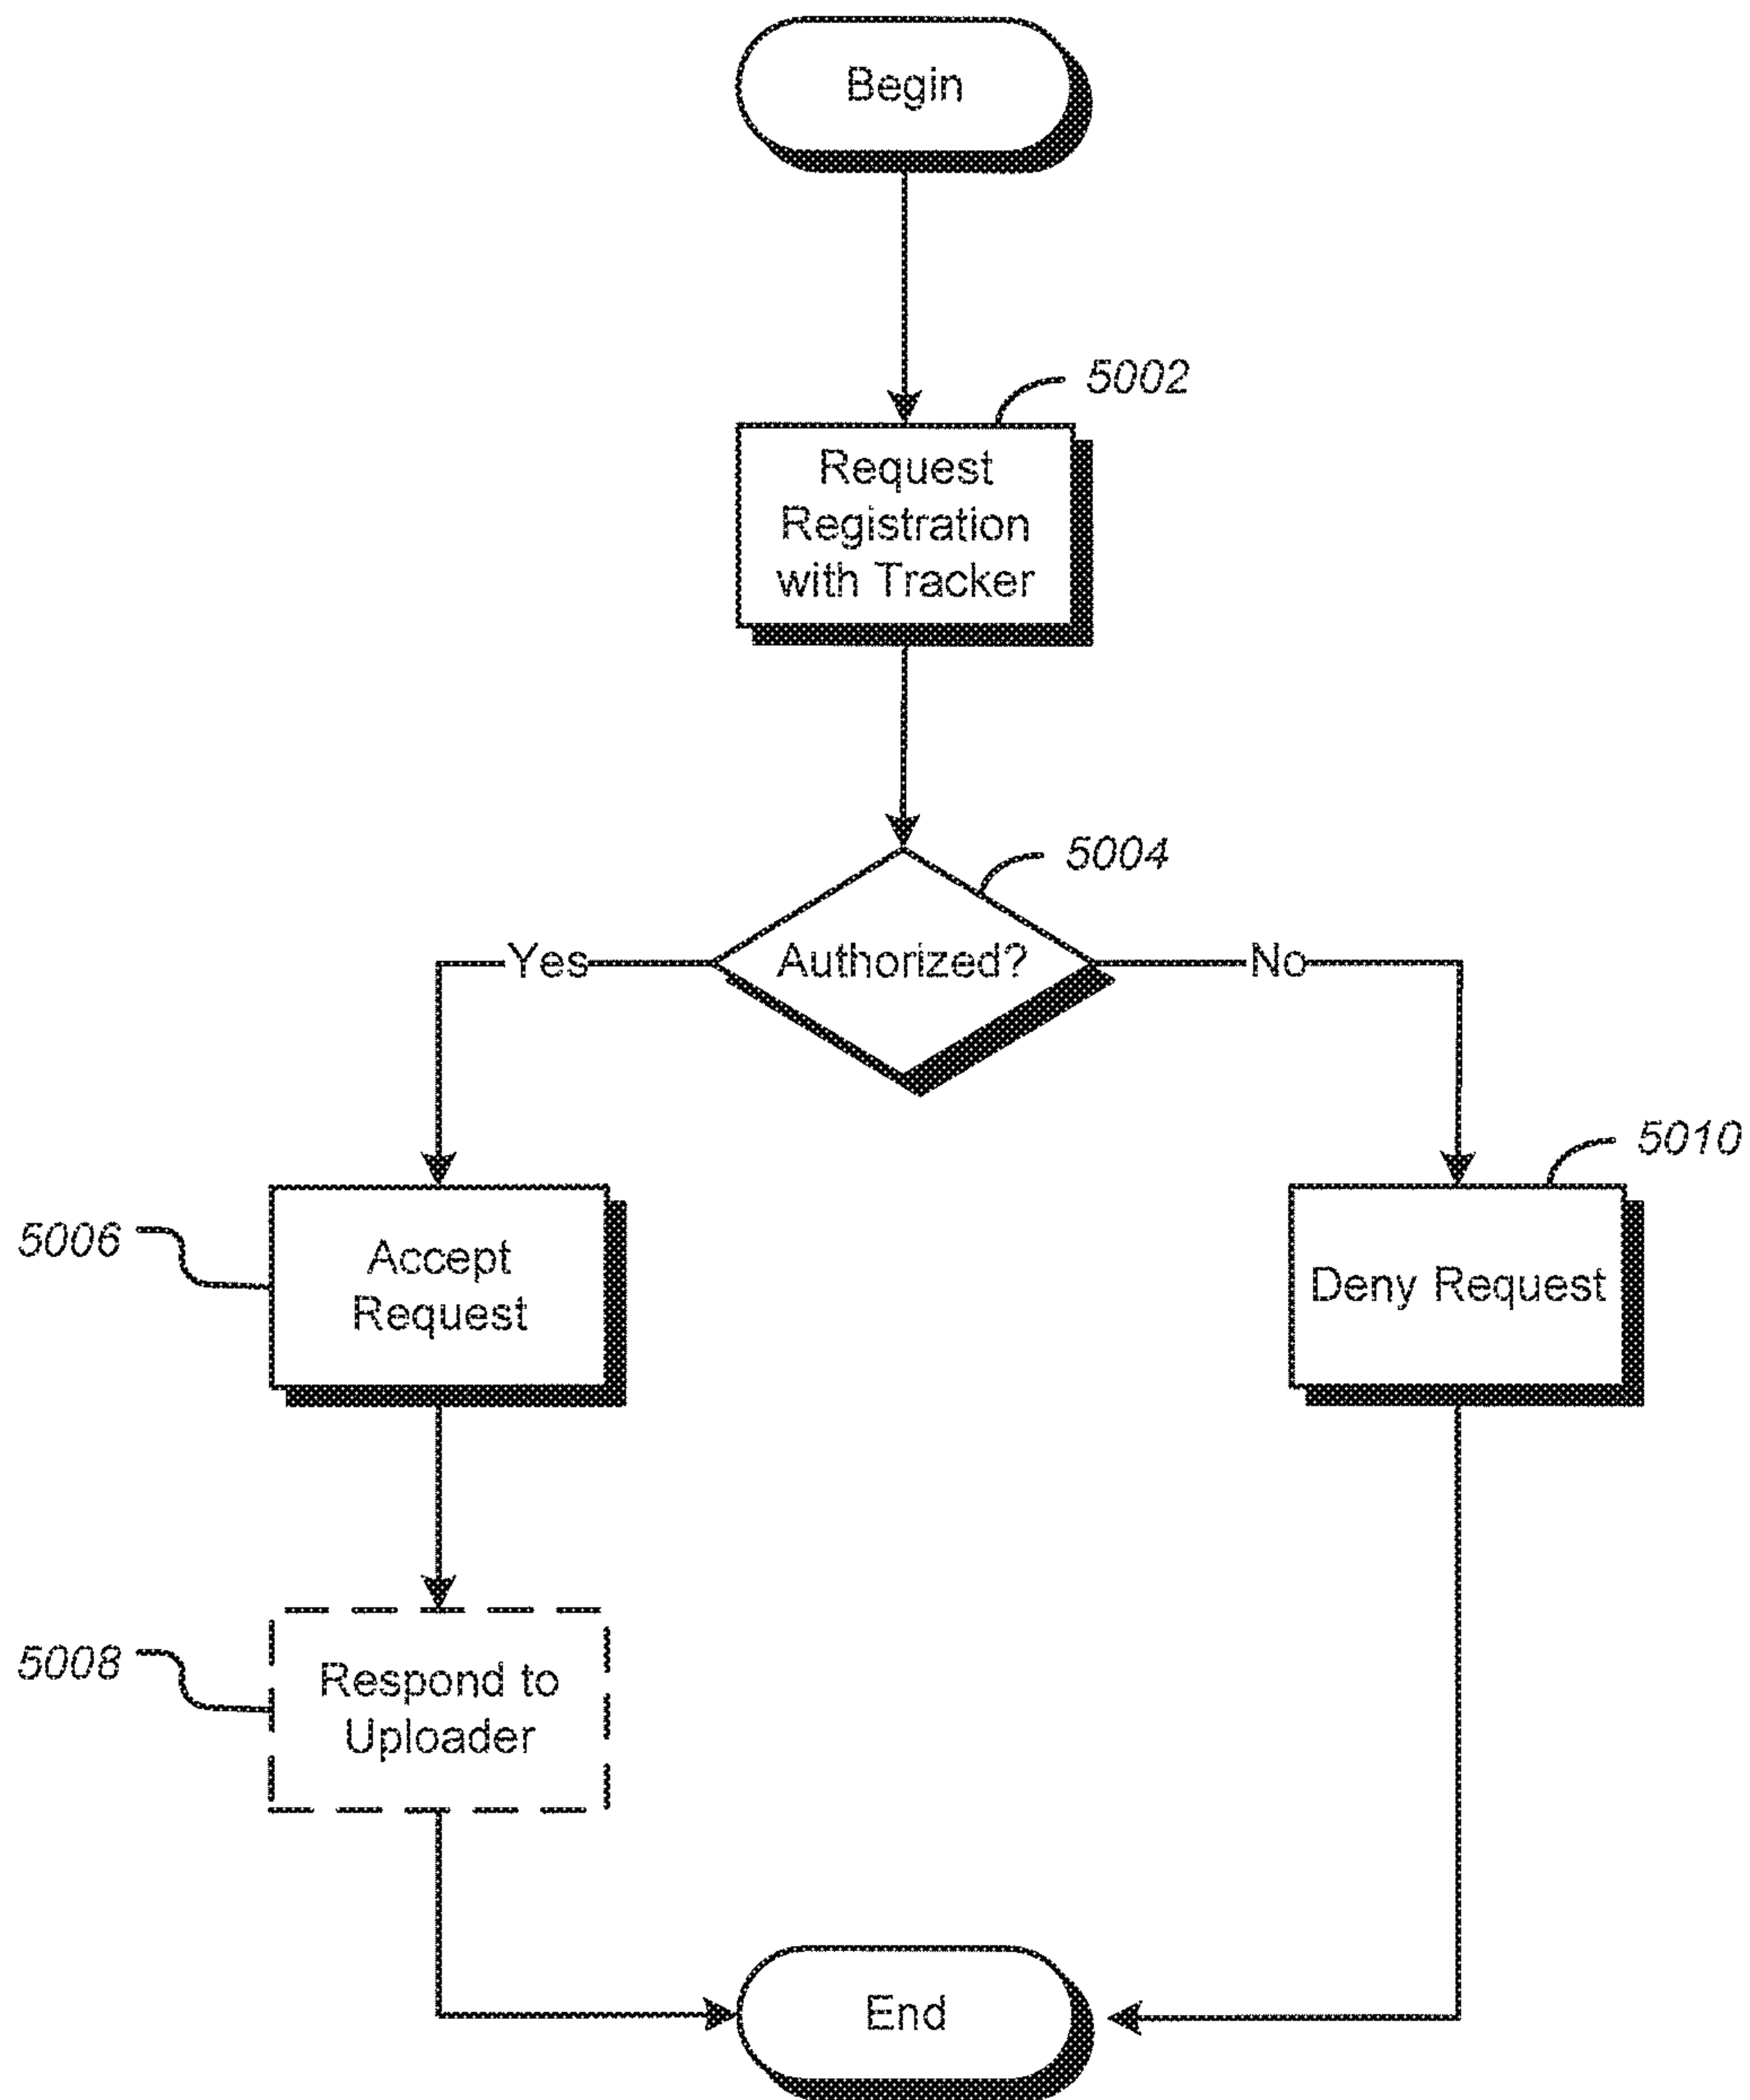 Begin
5002
Request
Registration
with Tracker
5004
Yes
Authorized?
No
5010
5006
Accept
Request
Deny Request
5008
Respond to
Uploader
End